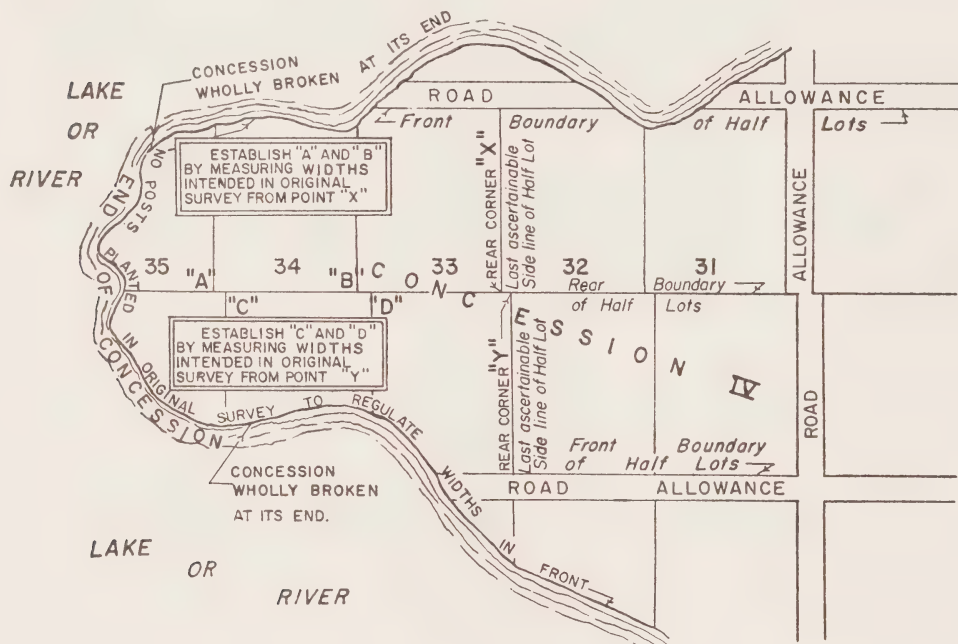 AT ITS END
CONCESSION
WHOLLY BROKEN
LAKE
OR
RIVER
ROAD ALLOWANCE
Front Boundary of Half Lots
NO POSTS PLANTED IN ORIGINAL SURVEY TO REGULATE WIDTHS IN FRONT
END OF CONCESSION
ESTABLISH "A" AND "B"
BY MEASURING WIDTHS
INTENDED IN ORIGINAL
SURVEY FROM POINT "X"
REAR CORNER "X"
Last ascertainable
Side line of Half Lot
ALLOWANCE
35 34 33 32 31
"A" "B"
CONCESSION IV
Rear Boundary
of Half Lots
"C" "D"
ESTABLISH "C" AND "D"
BY MEASURING WIDTHS
INTENDED IN ORIGINAL
SURVEY FROM POINT "Y"
REAR CORNER "Y"
Last ascertainable
Side line of Half Lot
ROAD
Front Boundary
of Half Lots
ROAD ALLOWANCE
CONCESSION
WHOLLY BROKEN
AT ITS END.
LAKE
OR
RIVER